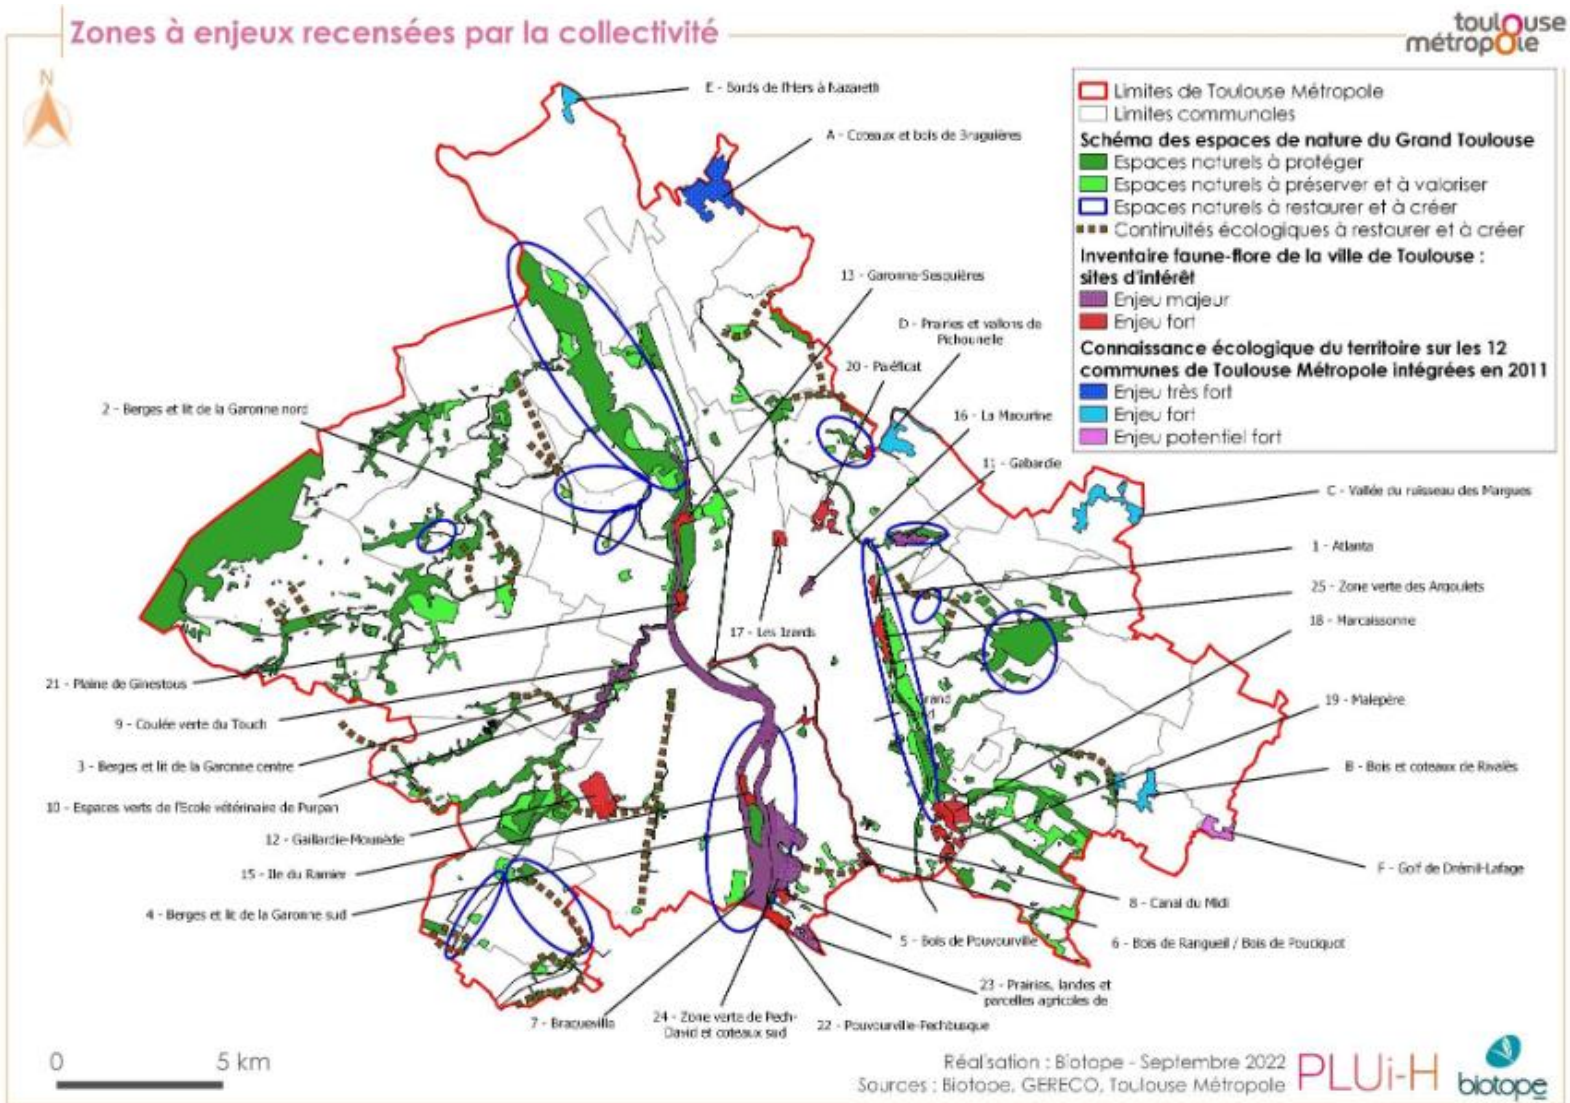 Zones à enjeux recensées par la collectivité
toulouse
métropole
N
Limites de Toulouse Métropole
Limites communales
Schéma des espaces de nature du Grand Toulouse
Espaces naturels à protéger
Espaces naturels à préserver et à valoriser
Espaces naturels à restaurer et à créer
Continuités écologiques à restaurer et à créer
Inventaire faune-flore de la ville de Toulouse :
sites d'intérêt
Enjeu majeur
Enjeu fort
Connaissance écologique du territoire sur les 12
communes de Toulouse Métropole intégrées en 2011
Enjeu très fort
Enjeu fort
Enjeu potentiel fort
E - Bords de l'Hers à Nazareth
A - Coteaux et bois de Bruguières
13 - Garonne-Sesquières
D - Prairies et vallons de
Pichounelle
20 - Paléficat
2 - Berges et lit de la Garonne nord
16 - La Maourine
11 - Gabardie
C - Vallée du ruisseau des Margues
1 - Atlanta
25 - Zone verte des Argoulets
18 - Marcaissonne
17 - Les Izards
21 - Plaine de Ginestous
19 - Malepère
Grand
9 - Coulée verte du Touch
3 - Berges et lit de la Garonne centre
B - Bois et coteaux de Rivalès
10 - Espaces verts de l'Ecole vétérinaire de Purpan
12 - Gaillardie-Mounède
15 - Ile du Ramier
F - Golf de Drémil-Lafage
4 - Berges et lit de la Garonne sud
8 - Canal du Midi
5 - Bois de Pouvourville
6 - Bois de Rangueil / Bois de Pouciquot
23 - Prairies, landes et
parcelles agricoles de
7 - Braqueville
24 - Zone verte de Pech-
David et coteaux sud
22 - Pouvourville-Pechbusque
0 5 km
Réalisation : Biotope - Septembre 2022
Sources : Biotope, GERECO, Toulouse Métropole
PLUi-H
biotope